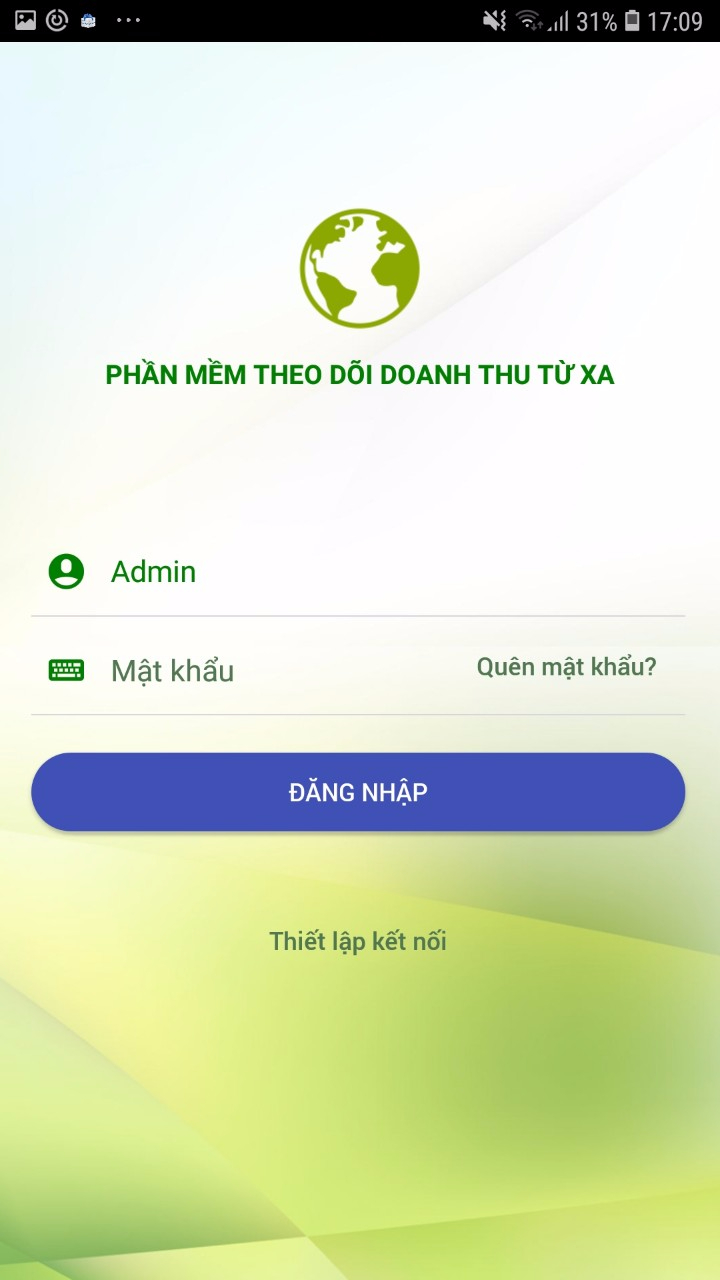 31% 17:09
PHẦN MỀM THEO DÕI DOANH THU TỪ XA
Admin
Mật khẩu Quên mật khẩu?
ĐĂNG NHẬP
Thiết lập kết nối